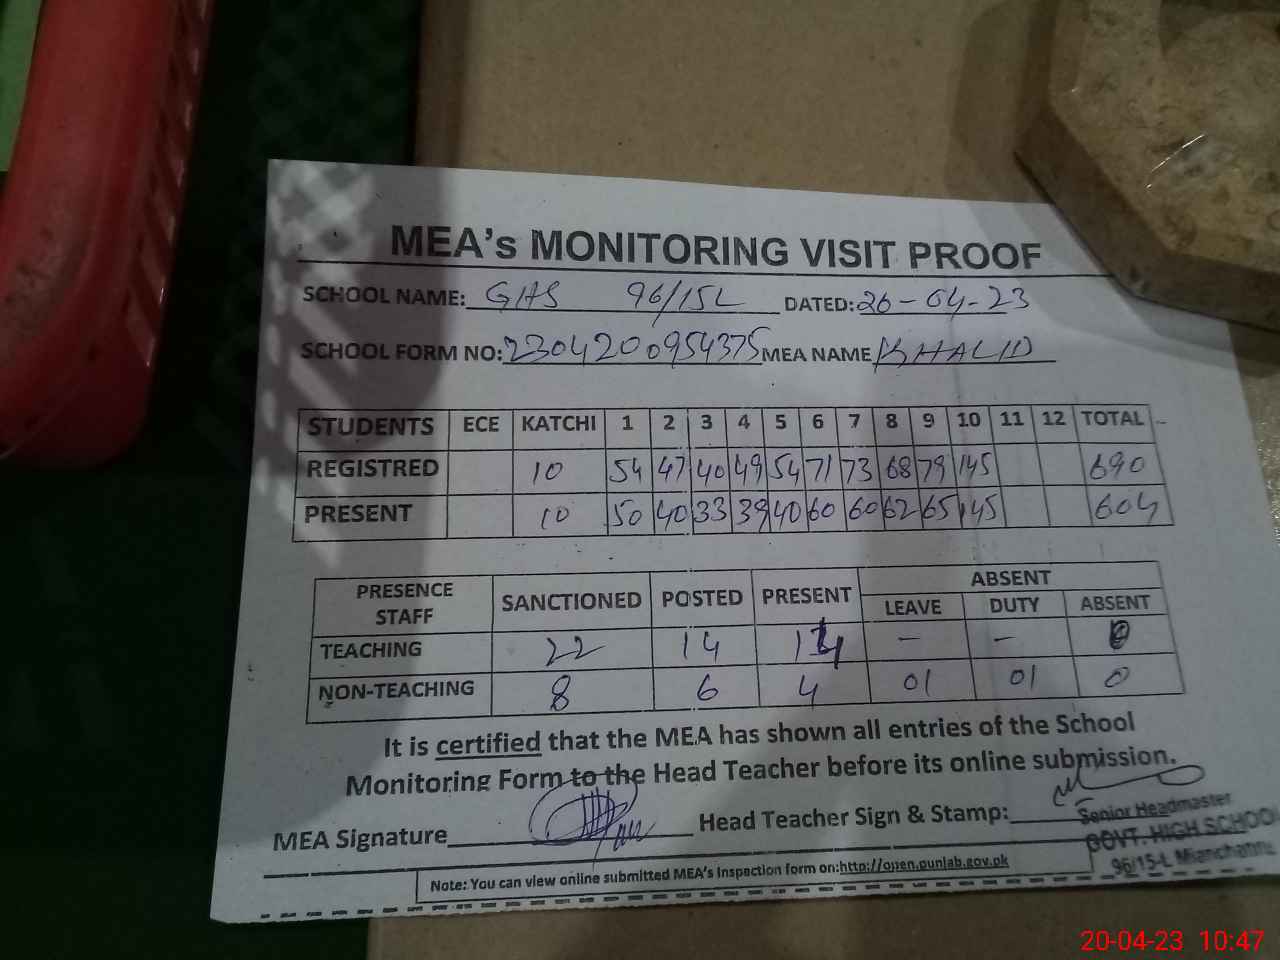 MEA's MONITORING VISIT PROOF
SCHOOL NAME: GHS 96/15L DATED: 20-04-23
SCHOOL FORM NO: 2304200954375 MEA NAME KHALID
STUDENTS ECE KATCHI 1 2 3 4 5 6 7 8 9 10 11 12 TOTAL
REGISTRED 10 54 47 40 49 54 71 73 68 79 145 690
PRESENT 10 50 40 33 39 40 60 60 62 65 145 604
PRESENCE STAFF SANCTIONED POSTED PRESENT ABSENT
LEAVE DUTY ABSENT
TEACHING 22 14 14 — — 0
NON-TEACHING 8 6 4 01 01 0
It is certified that the MEA has shown all entries of the School
Monitoring Form to the Head Teacher before its online submission.
MEA Signature Head Teacher Sign & Stamp:
Senior Headmaster
GOVT. HIGH SCHOOL
96/15-L Mianchannu
Note: You can view online submitted MEA's Inspection form on:http://open.punjab.gov.pk
20-04-23 10:47